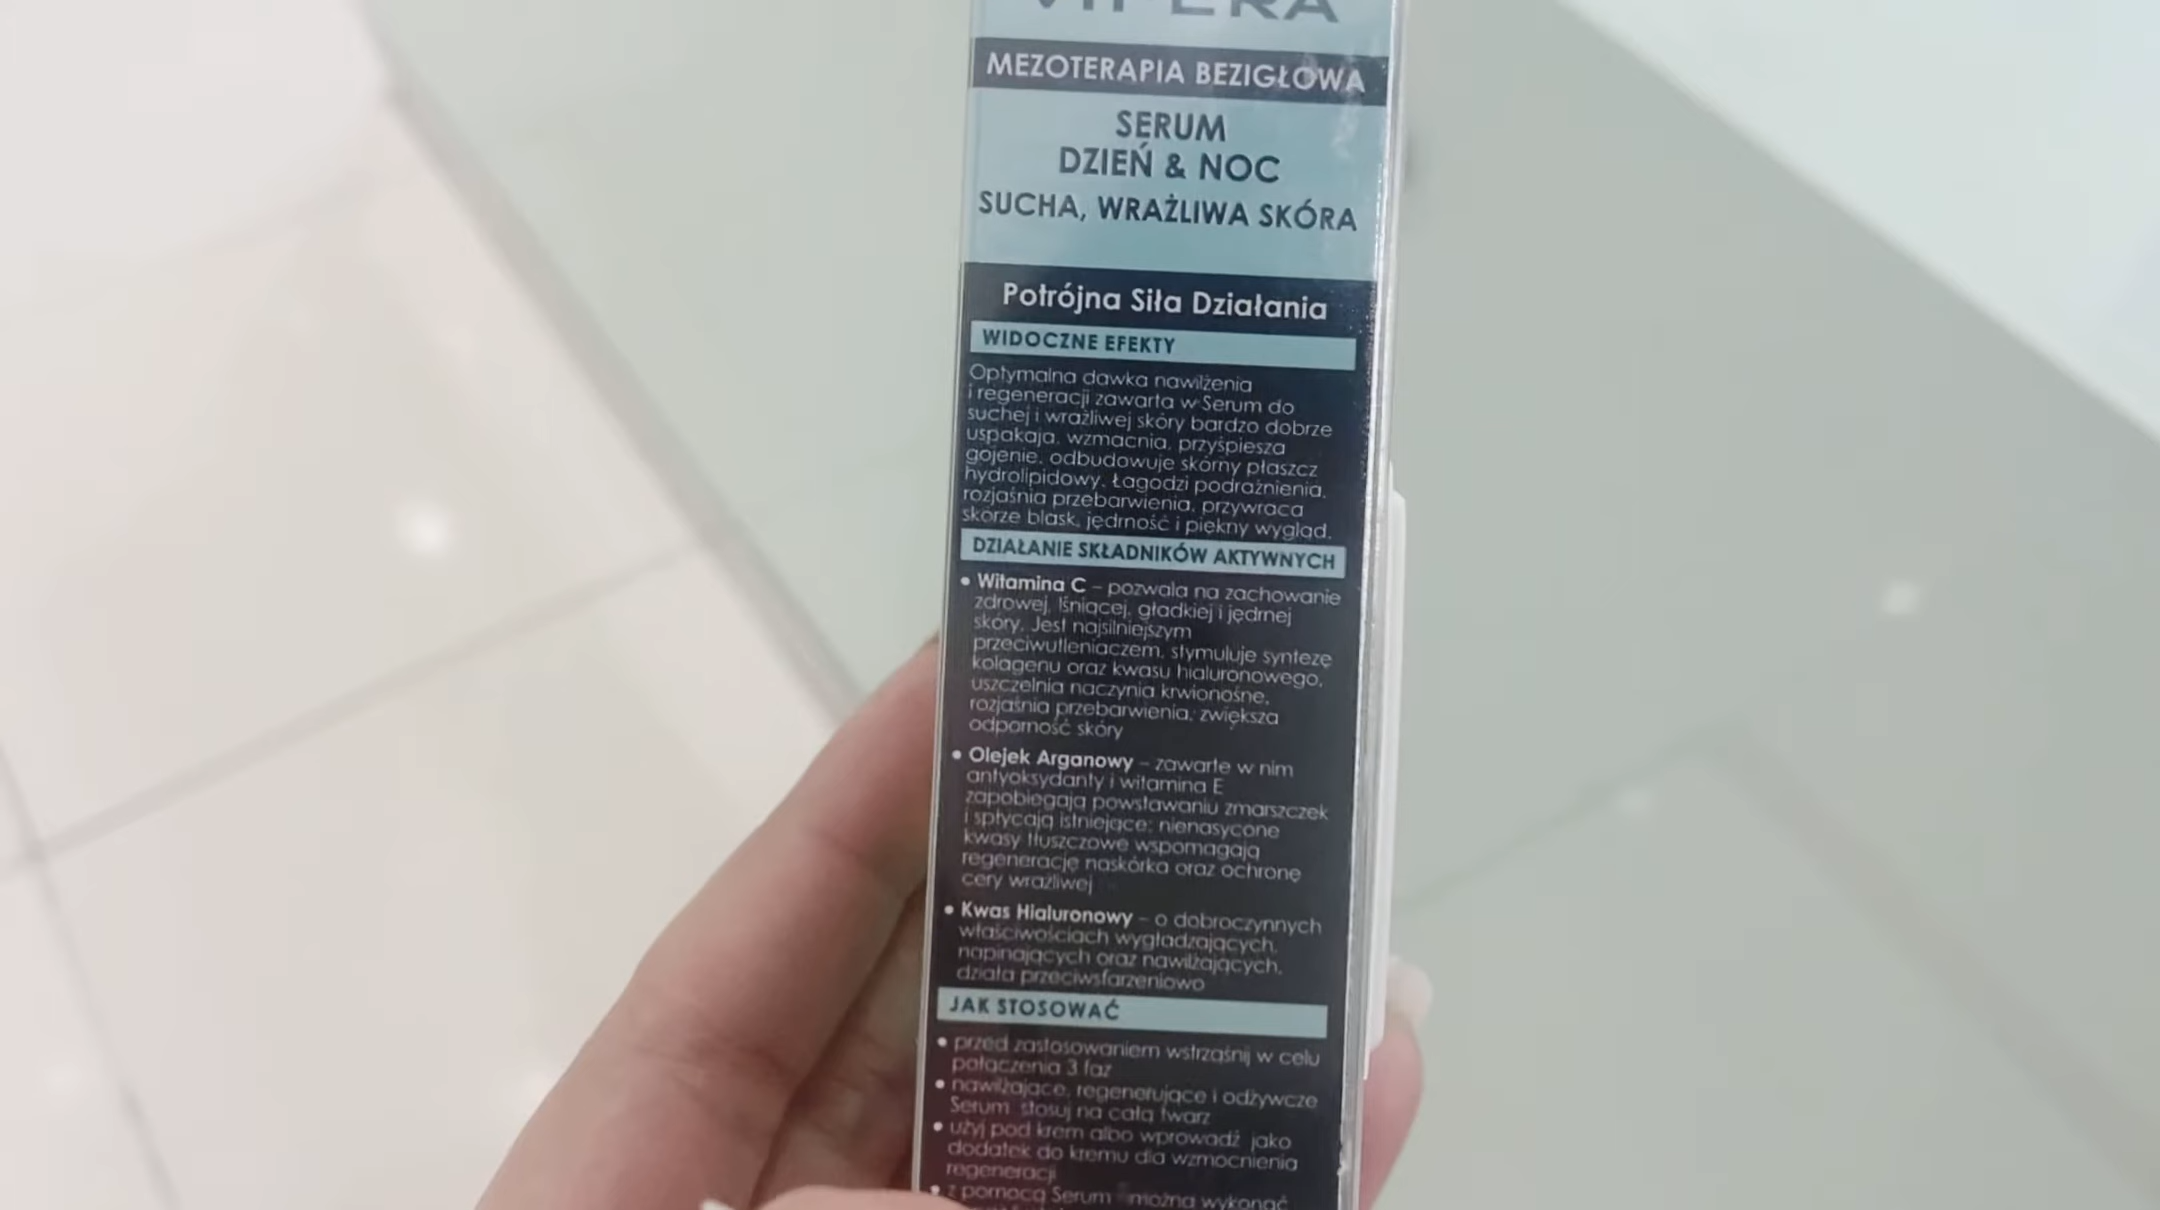 VIPERA
MEZOTERAPIA BEZIGŁOWA
SERUM
DZIEŃ & NOC
SUCHA, WRAŻLIWA SKÓRA
Potrójna Siła Działania
WIDOCZNE EFEKTY
Optymalna dawka nawilżenia
i regeneracji zawarta w Serum do
suchej i wrażliwej skóry bardzo dobrze
uspakaja, wzmacnia, przyśpiesza
gojenie, odbudowuje skórny płaszcz
hydrolipidowy. Łagodzi podrażnienia,
rozjaśnia przebarwienia, przywraca
skórze blask, jędrność i piękny wygląd.
DZIAŁANIE SKŁADNIKÓW AKTYWNYCH
• Witamina C – pozwala na zachowanie
zdrowej, lśniącej, gładkiej i jędrnej
skóry. Jest najsilniejszym
przeciwutleniaczem, stymuluje syntezę
kolagenu oraz kwasu hialuronowego,
uszczelnia naczynia krwionośne,
rozjaśnia przebarwienia, zwiększa
odporność skóry
• Olejek Arganowy – zawarte w nim
antyoksydanty i witamina E
zapobiegają powstawaniu zmarszczek
i spłycają istniejące; nienasycone
kwasy tłuszczowe wspomagają
regenerację naskórka oraz ochronę
cery wrażliwej
• Kwas Hialuronowy – o dobroczynnych
właściwościach wygładzających,
napinających oraz nawilżających,
działa przeciwstarzeniowo
JAK STOSOWAĆ
• przed zastosowaniem wstrząśnij w celu
połączenia 3 faz
• nawilżające, regenerujące i odżywcze
Serum stosuj na całą twarz
• użyj pod krem albo wprowadź jako
dodatek do kremu dla wzmocnienia
regeneracji
• z pomocą Serum można wykonać